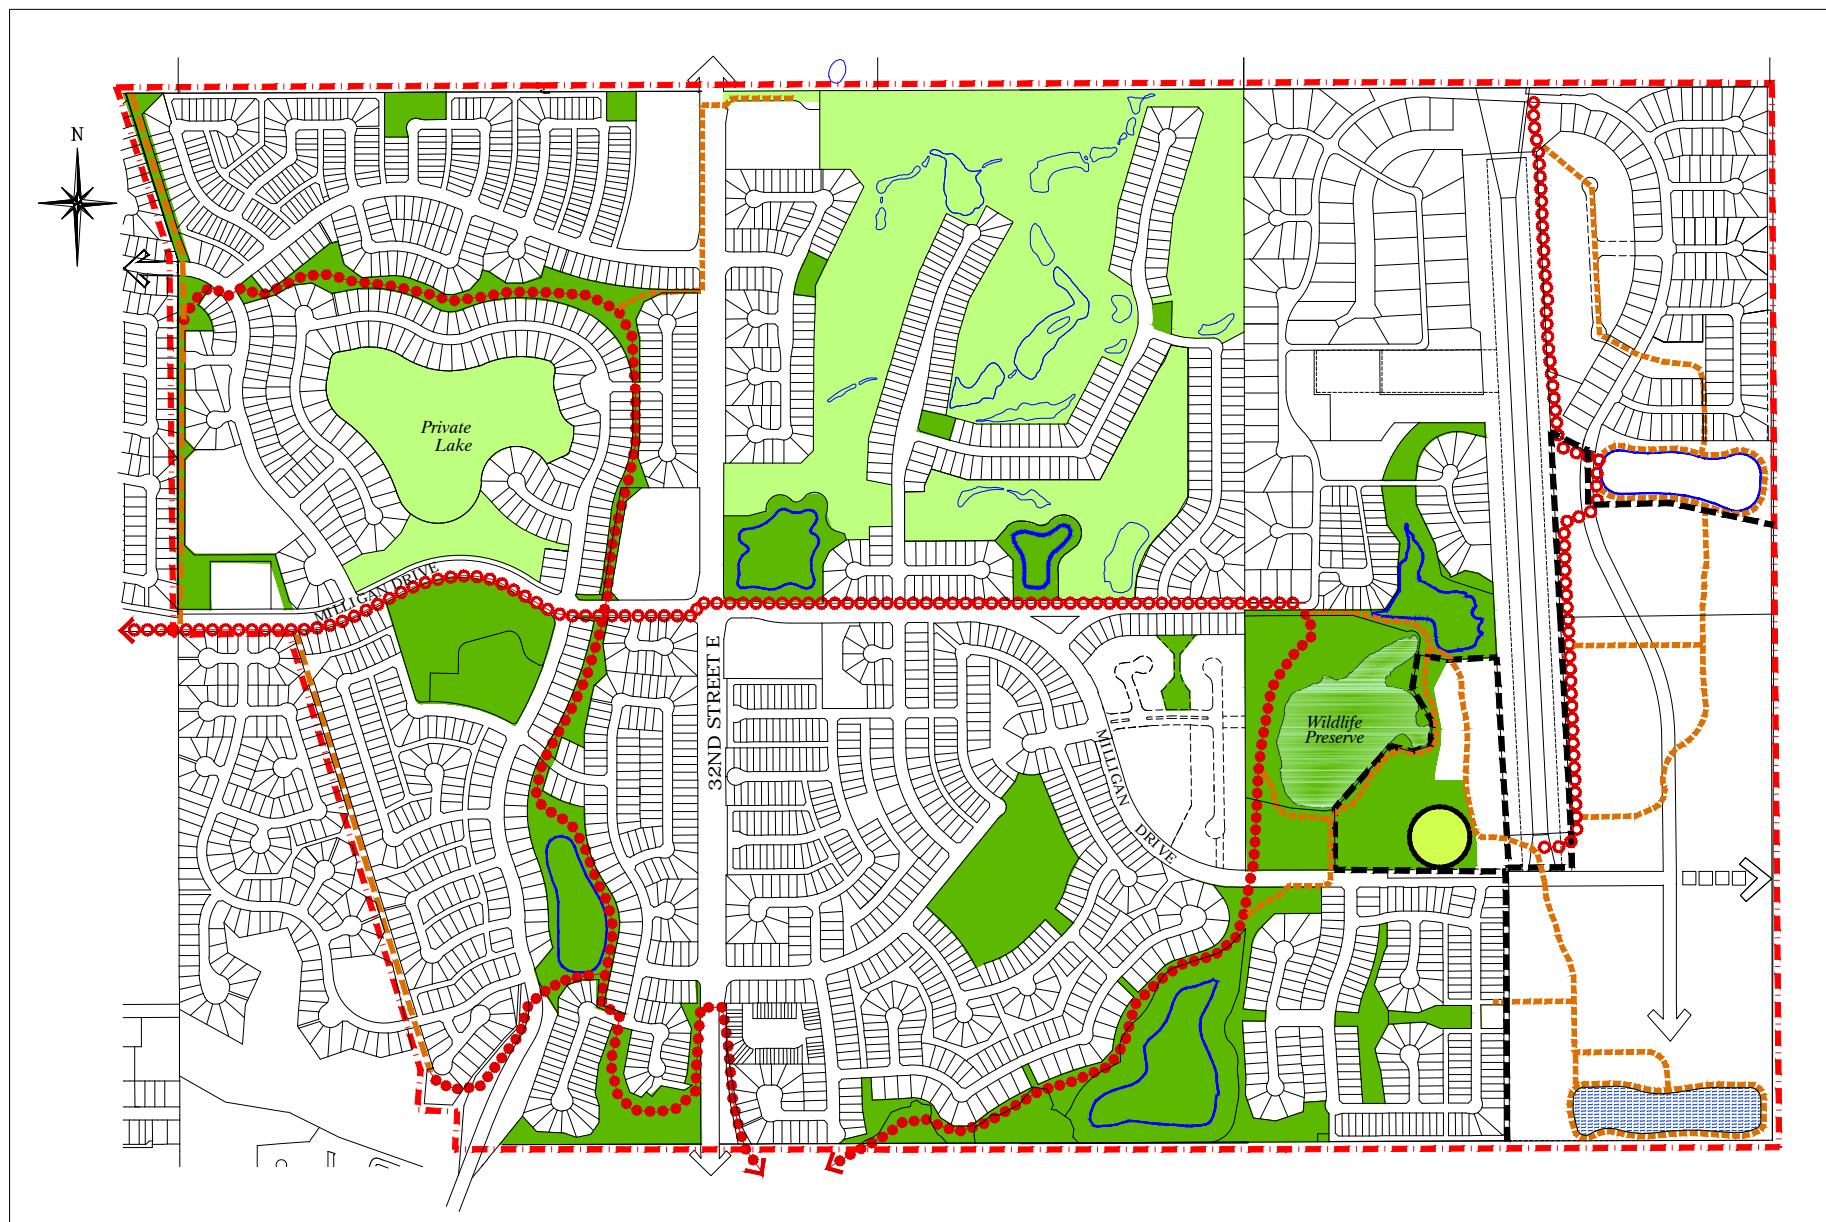 N
Private
Lake
MILLIGAN DRIVE
32ND STREET E
MILLIGAN
DRIVE
Wildlife
Preserve